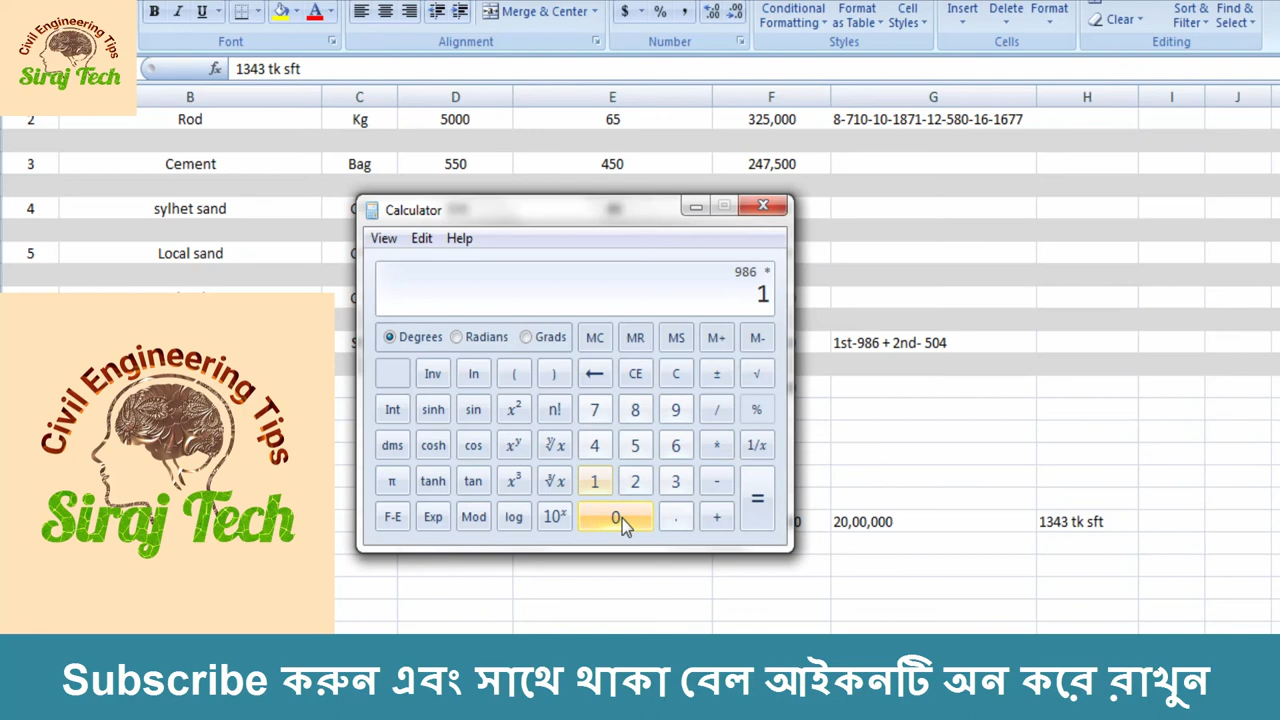 Civil Engineering Tips
Siraj Tech
B I U A Merge & Center $ % , Conditional Formatting Format as Table Cell Styles Insert Delete Format Clear Sort & Filter Find & Select
Font Alignment Number Styles Cells Editing
fx 1343 tk sft
B C D E F G H I J
2 Rod Kg 5000 65 325,000 8-710-10-1871-12-580-16-1677
3 Cement Bag 550 450 247,500
4 sylhet sand
5 Local sand
1st-986 + 2nd- 504
20,00,000 1343 tk sft
Calculator
View Edit Help
986 *
1
Degrees Radians Grads MC MR MS M+ M-
Inv ln ( ) ← CE C ± √
Int sinh sin x² n! 7 8 9 / %
dms cosh cos xʸ ʸ√x 4 5 6 * 1/x
π tanh tan x³ ³√x 1 2 3 - =
F-E Exp Mod log 10ˣ 0 . +
Civil Engineering Tips
Siraj Tech
Subscribe করুন এবং সাথে থাকা বেল আইকনটি অন করে রাখুন